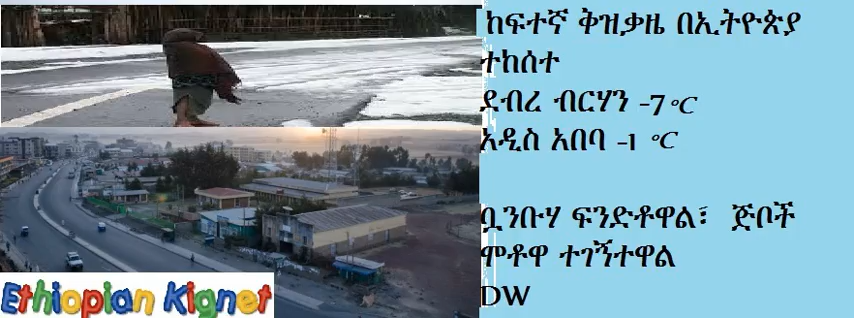 ከፍተኛ ቅዝቃዜ በኢትዮጵያ
ተከሰተ
ደብረ ብርሃን -7°C
አዲስ አበባ -1 °C
ቧንቡሃ ፍንድቶዋል፣ ጅቦች
ሞቶዋ ተገኝተዋል
DW
Ethiopian Kignet